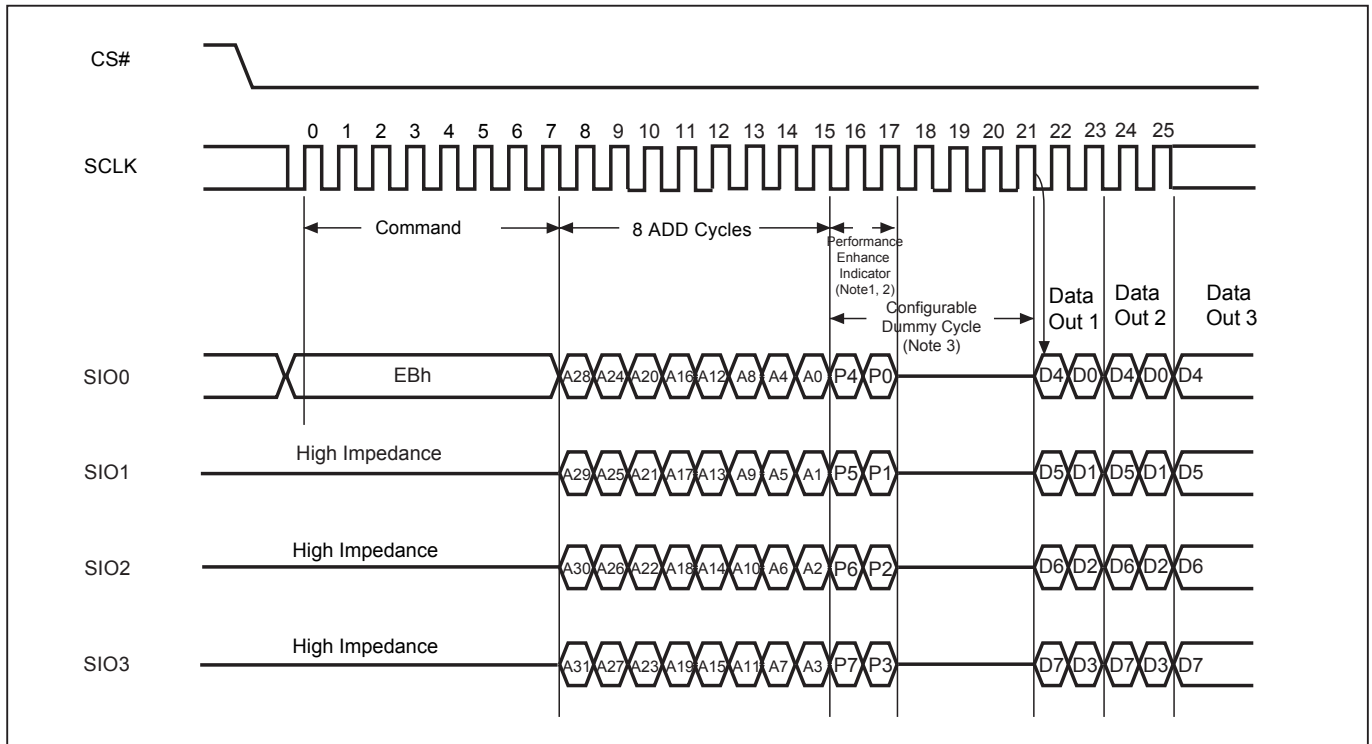 CS#
0 1 2 3 4 5 6 7 8 9 10 11 12 13 14 15 16 17 18 19 20 21 22 23 24 25
SCLK
Command
8 ADD Cycles
Performance
Enhance
Indicator
(Note1, 2)
Configurable
Dummy Cycle
(Note 3)
Data
Out 1
Data
Out 2
Data
Out 3
SIO0
EBh
A28 A24 A20 A16 A12 A8 A4 A0 P4 P0
D4 D0 D4 D0 D4
SIO1
High Impedance
A29 A25 A21 A17 A13 A9 A5 A1 P5 P1
D5 D1 D5 D1 D5
SIO2
High Impedance
A30 A26 A22 A18 A14 A10 A6 A2 P6 P2
D6 D2 D6 D2 D6
SIO3
High Impedance
A31 A27 A23 A19 A15 A11 A7 A3 P7 P3
D7 D3 D7 D3 D7